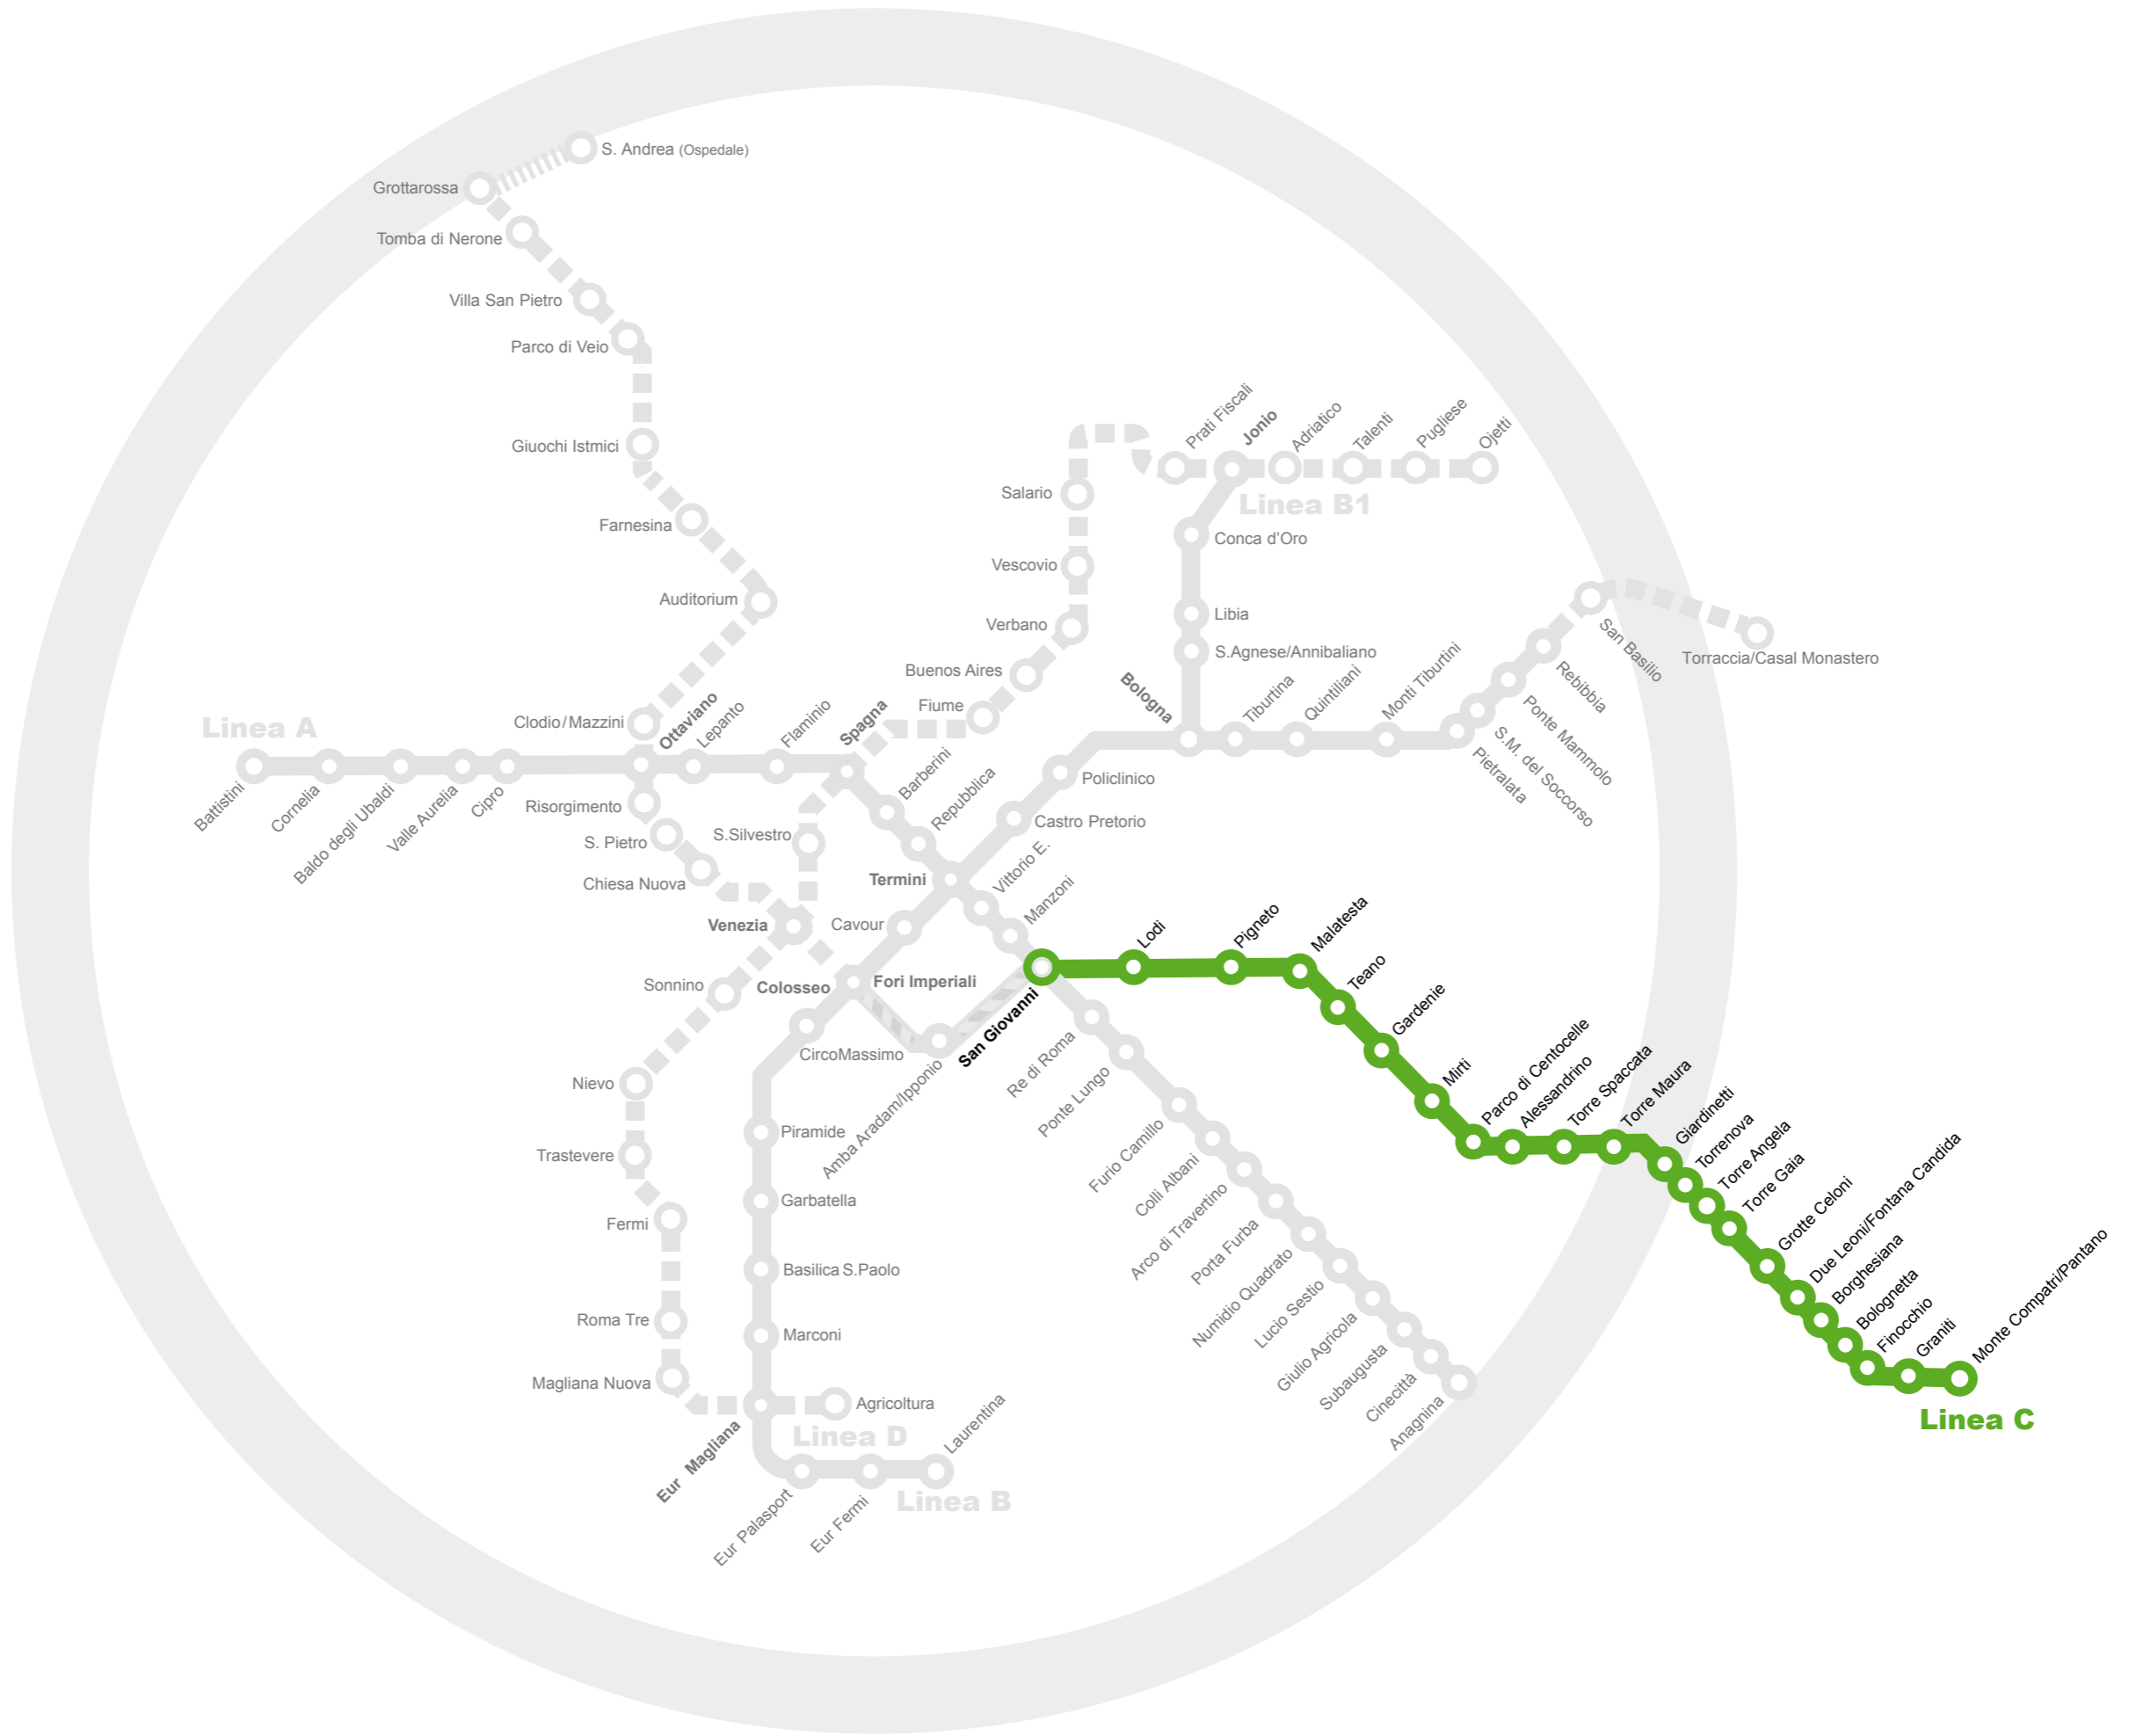 S. Andrea (Ospedale)
Grottarossa
Tomba di Nerone
Villa San Pietro
Parco di Veio
Giuochi Istmici
Farnesina
Auditorium
Clodio/Mazzini
Ottaviano
Lepanto
Flaminio
Spagna
Linea A
Battistini
Cornelia
Baldo degli Ubaldi
Valle Aurelia
Cipro
Risorgimento
S. Pietro
Chiesa Nuova
Venezia
S.Silvestro
Barberini
Repubblica
Termini
Vittorio E.
Manzoni
Salario
Vescovio
Verbano
Buenos Aires
Fiume
Prati Fiscali
Jonio
Adriatico
Talenti
Pugliese
Ojetti
Linea B1
Conca d'Oro
Libia
S.Agnese/Annibaliano
Bologna
Tiburtina
Quintiliani
Monti Tiburtini
Pietralata
S.M. del Soccorso
Ponte Mammolo
Rebibbia
San Basilio
Torraccia/Casal Monastero
Policlinico
Castro Pretorio
Cavour
Colosseo
Fori Imperiali
CircoMassimo
Amba Aradam/Ipponio
San Giovanni
Sonnino
Nievo
Trastevere
Fermi
Roma Tre
Magliana Nuova
Piramide
Garbatella
Basilica S.Paolo
Marconi
Agricoltura
Linea D
Eur Magliana
Eur Palasport
Eur Fermi
Laurentina
Linea B
Re di Roma
Ponte Lungo
Furio Camillo
Colli Albani
Arco di Travertino
Porta Furba
Numidio Quadrato
Lucio Sestio
Giulio Agricola
Subaugusta
Cinecittà
Anagnina
Lodi
Pigneto
Malatesta
Teano
Gardenie
Mirti
Parco di Centocelle
Alessandrino
Torre Spaccata
Torre Maura
Giardinetti
Torrenova
Torre Angela
Torre Gaia
Grotte Celoni
Due Leoni/Fontana Candida
Borghesiana
Bolognetta
Finocchio
Graniti
Monte Compatri/Pantano
Linea C